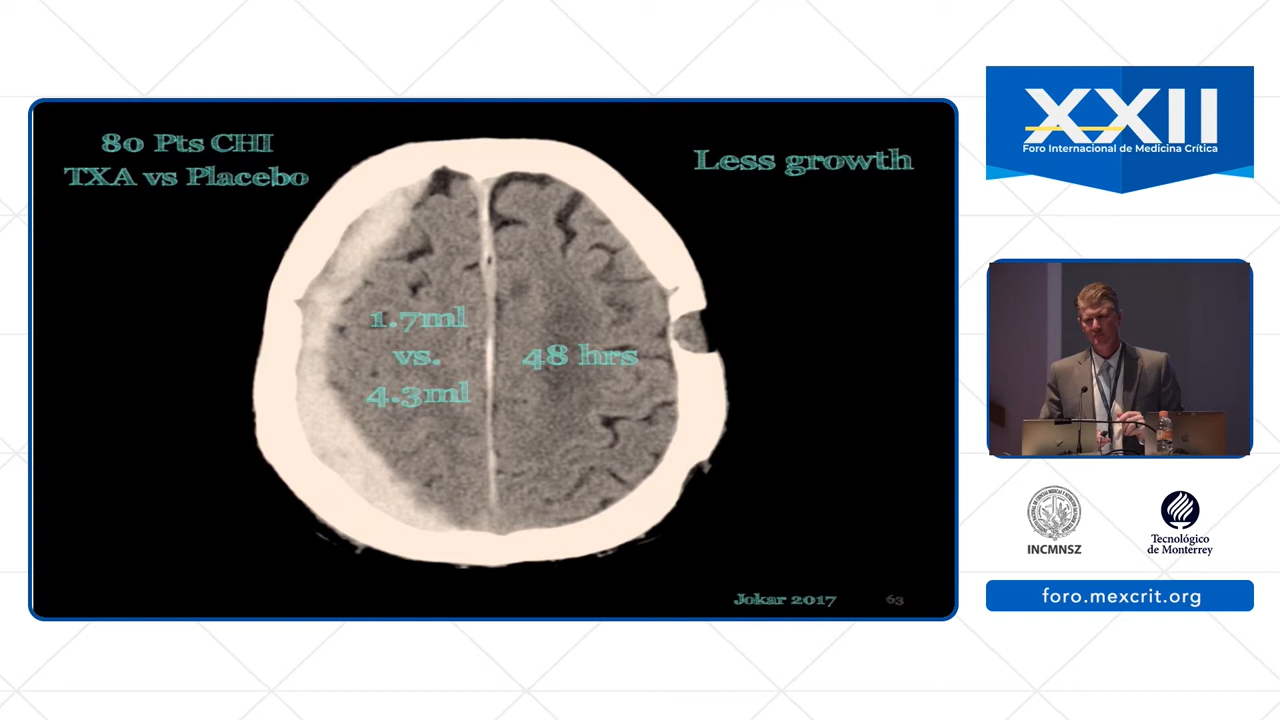 80 Pts CHI
TXA vs Placebo
Less growth
1.7ml
vs.
4.3ml
48 hrs
Jokar 2017
63
XXII
Foro Internacional de Medicina Crítica
INCMNSZ
Tecnológico
de Monterrey
foro.mexcrit.org